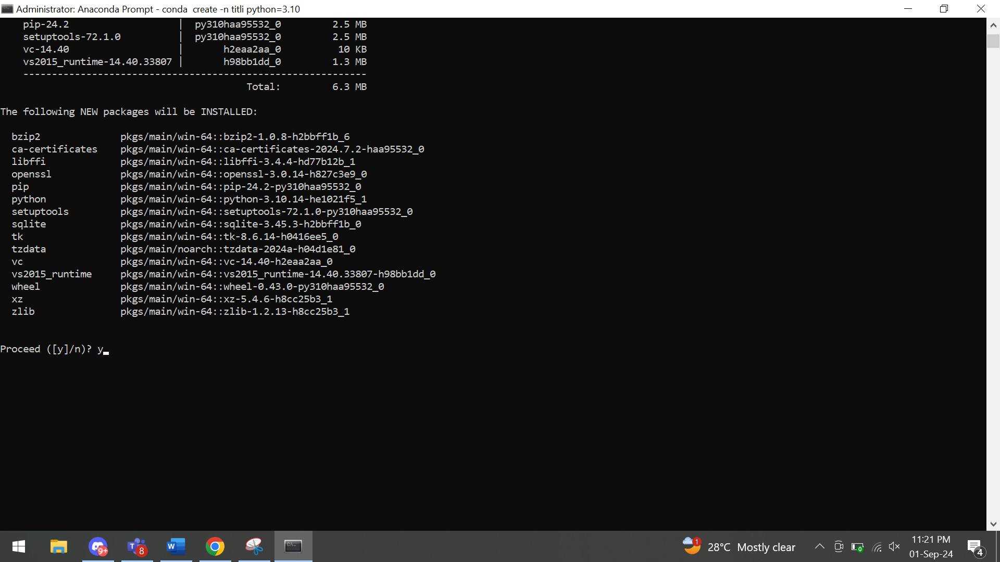 Administrator: Anaconda Prompt - conda  create -n titli python=3.10
pip-24.2 | py310haa95532_0 2.5 MB
setuptools-72.1.0 | py310haa95532_0 2.5 MB
vc-14.40 | h2eaa2aa_0 10 KB
vs2015_runtime-14.40.33807 | h98bb1dd_0 1.3 MB
------------------------------------------------------------
Total: 6.3 MB
The following NEW packages will be INSTALLED:
bzip2 pkgs/main/win-64::bzip2-1.0.8-h2bbff1b_6
ca-certificates pkgs/main/win-64::ca-certificates-2024.7.2-haa95532_0
libffi pkgs/main/win-64::libffi-3.4.4-hd77b12b_1
openssl pkgs/main/win-64::openssl-3.0.14-h827c3e9_0
pip pkgs/main/win-64::pip-24.2-py310haa95532_0
python pkgs/main/win-64::python-3.10.14-he1021f5_1
setuptools pkgs/main/win-64::setuptools-72.1.0-py310haa95532_0
sqlite pkgs/main/win-64::sqlite-3.45.3-h2bbff1b_0
tk pkgs/main/win-64::tk-8.6.14-h0416ee5_0
tzdata pkgs/main/noarch::tzdata-2024a-h04d1e81_0
vc pkgs/main/win-64::vc-14.40-h2eaa2aa_0
vs2015_runtime pkgs/main/win-64::vs2015_runtime-14.40.33807-h98bb1dd_0
wheel pkgs/main/win-64::wheel-0.43.0-py310haa95532_0
xz pkgs/main/win-64::xz-5.4.6-h8cc25b3_1
zlib pkgs/main/win-64::zlib-1.2.13-h8cc25b3_1
Proceed ([y]/n)? y
9+
T 8
W
1
28°C Mostly clear
11:21 PM
01-Sep-24
4